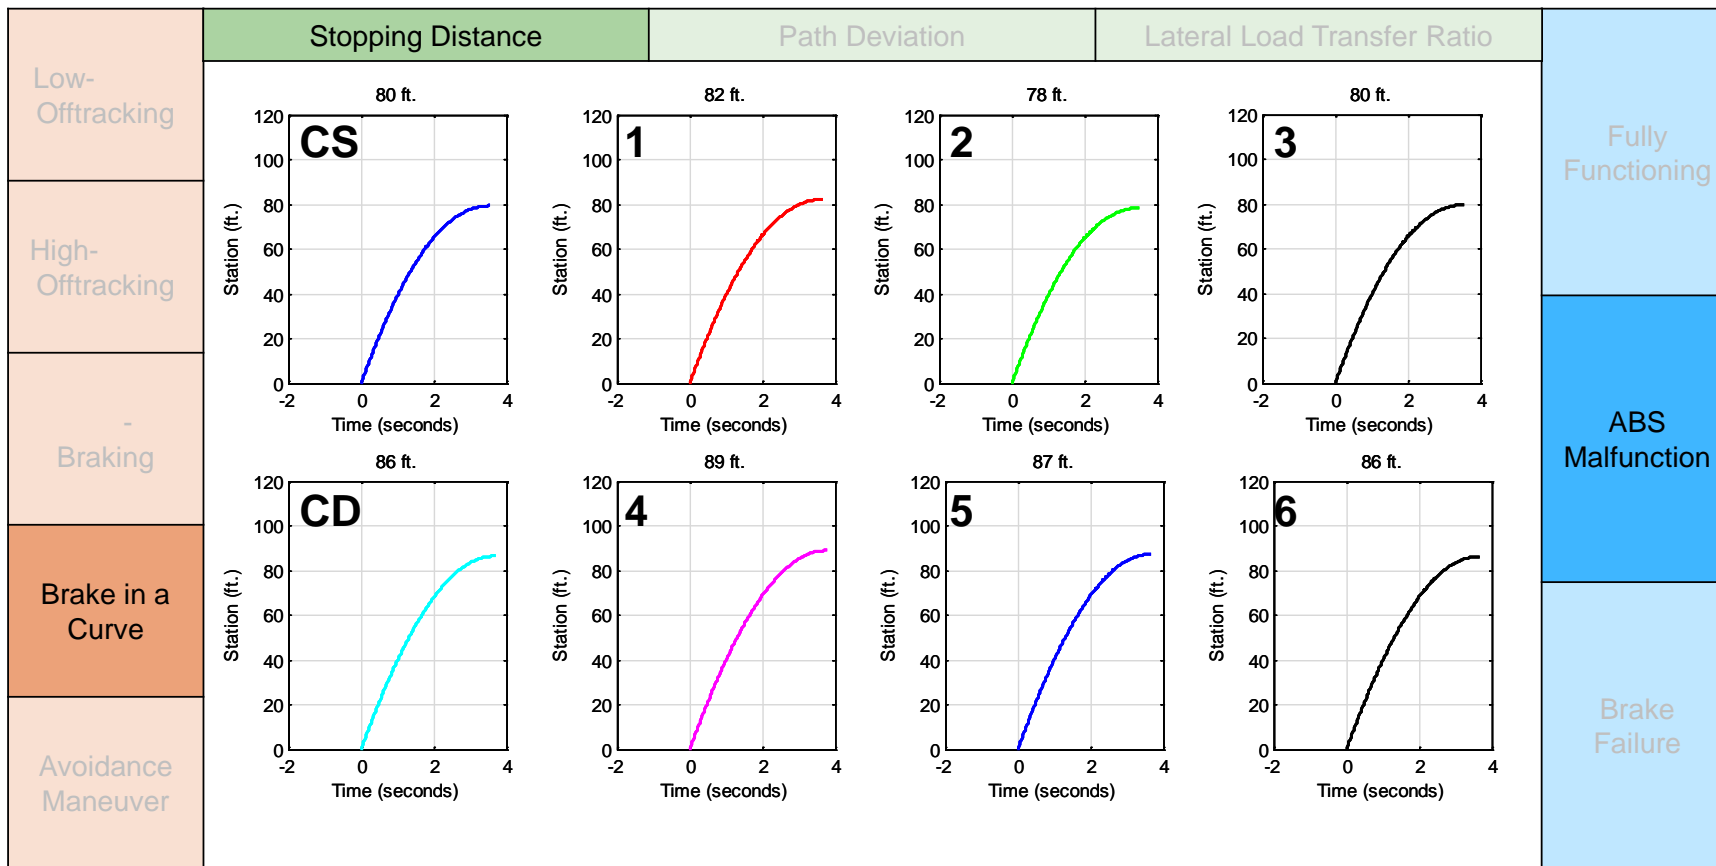 Stopping Distance
Path Deviation
Lateral Load Transfer Ratio
Low-
Offtracking
High-
Offtracking
-
Braking
Brake in a
Curve
Avoidance
Maneuver
80 ft.
CS
120
100
80
60
40
20
0
-2 0 2 4
Station (ft.)
Time (seconds)
82 ft.
1
120
100
80
60
40
20
0
-2 0 2 4
Station (ft.)
Time (seconds)
78 ft.
2
120
100
80
60
40
20
0
-2 0 2 4
Station (ft.)
Time (seconds)
80 ft.
3
120
100
80
60
40
20
0
-2 0 2 4
Station (ft.)
Time (seconds)
86 ft.
CD
120
100
80
60
40
20
0
-2 0 2 4
Station (ft.)
Time (seconds)
89 ft.
4
120
100
80
60
40
20
0
-2 0 2 4
Station (ft.)
Time (seconds)
87 ft.
5
120
100
80
60
40
20
0
-2 0 2 4
Station (ft.)
Time (seconds)
86 ft.
6
120
100
80
60
40
20
0
-2 0 2 4
Station (ft.)
Time (seconds)
Fully
Functioning
ABS
Malfunction
Brake
Failure